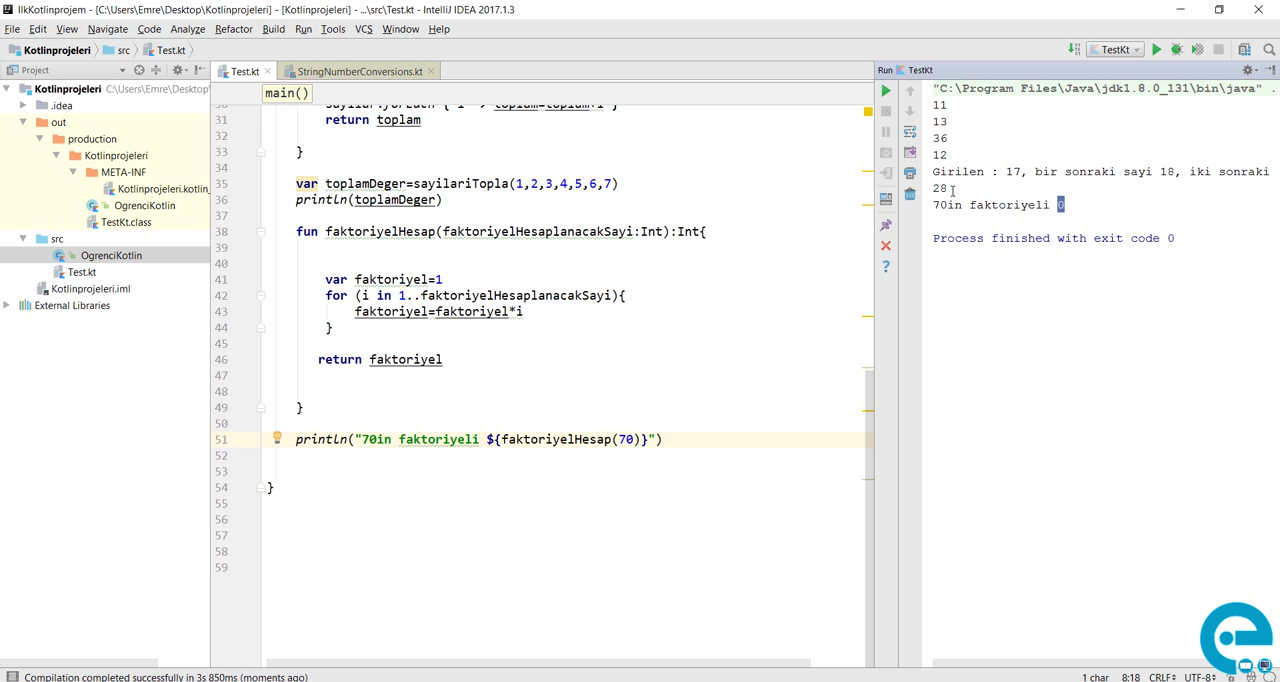 IlkKotlinprojem - [C:\Users\Emre\Desktop\Kotlinprojeleri] - [Kotlinprojeleri] - ...\src\Test.kt - IntelliJ IDEA 2017.1.3
File Edit View Navigate Code Analyze Refactor Build Run Tools VCS Window Help
Kotlinprojeleri src Test.kt TestKt
Project
Test.kt StringNumberConversions.kt
Run TestKt
main()
Kotlinprojeleri C:\Users\Emre\Desktop\
.idea
out
production
Kotlinprojeleri
META-INF
Kotlinprojeleri.kotlin_
OgrenciKotlin
TestKt.class
src
OgrenciKotlin
Test.kt
Kotlinprojeleri.iml
External Libraries
31 return toplam
32
33 }
34
35 var toplamDeger=sayilariTopla(1,2,3,4,5,6,7)
36 println(toplamDeger)
37
38 fun faktoriyelHesap(faktoriyelHesaplanacakSayi:Int):Int{
39
40
41 var faktoriyel=1
42 for (i in 1..faktoriyelHesaplanacakSayi){
43 faktoriyel=faktoriyel*i
44 }
45
46 return faktoriyel
47
48
49 }
50
51 println("70in faktoriyeli ${faktoriyelHesap(70)}")
52
53
54 }
55
56
57
58
59
"C:\Program Files\Java\jdk1.8.0_131\bin\java" .
11
13
36
12
Girilen : 17, bir sonraki sayi 18, iki sonraki
28
70in faktoriyeli 0
Process finished with exit code 0
Compilation completed successfully in 3s 850ms (moments ago) 1 char 8:18 CRLF UTF-8